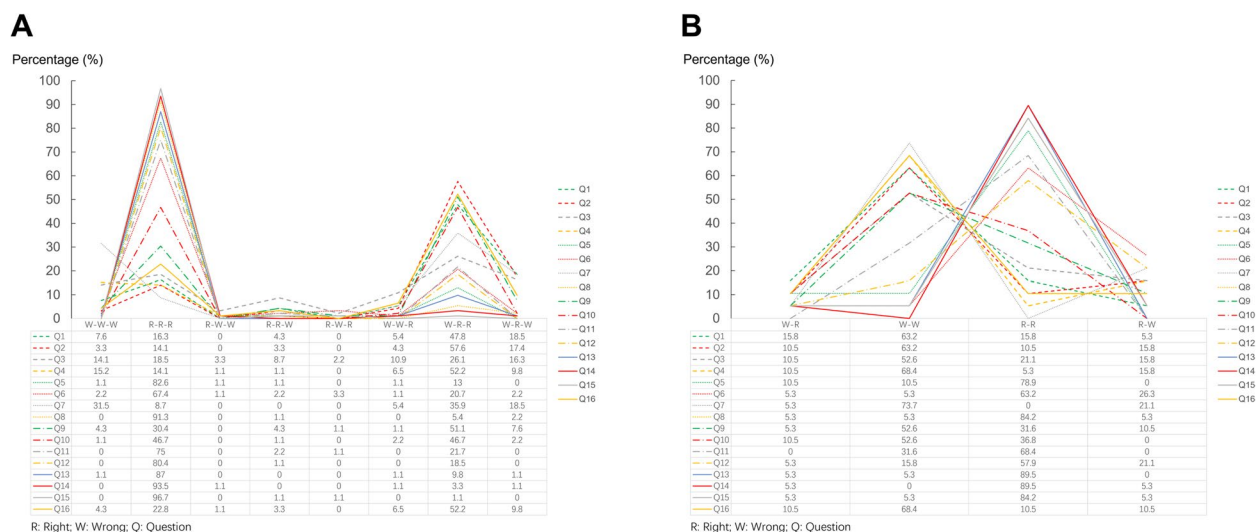 A
Percentage (%)
100
90
80
70
60
50
40
30
20
10
0
W-W-W R-R-R R-W-W R-R-W R-W-R W-W-R W-R-R W-R-W
Q1 7.6 16.3 0 4.3 0 5.4 47.8 18.5
Q2 3.3 14.1 0 3.3 0 4.3 57.6 17.4
Q3 14.1 18.5 3.3 8.7 2.2 10.9 26.1 16.3
Q4 15.2 14.1 1.1 1.1 0 6.5 52.2 9.8
Q5 1.1 82.6 1.1 1.1 0 1.1 13 0
Q6 2.2 67.4 1.1 2.2 3.3 1.1 20.7 2.2
Q7 31.5 8.7 0 0 0 5.4 35.9 18.5
Q8 0 91.3 0 1.1 0 0 5.4 2.2
Q9 4.3 30.4 0 4.3 1.1 1.1 51.1 7.6
Q10 1.1 46.7 0 1.1 0 2.2 46.7 2.2
Q11 0 75 0 2.2 1.1 0 21.7 0
Q12 0 80.4 0 1.1 0 0 18.5 0
Q13 1.1 87 0 0 0 1.1 9.8 1.1
Q14 0 93.5 1.1 0 0 1.1 3.3 1.1
Q15 0 96.7 0 1.1 1.1 0 1.1 0
Q16 4.3 22.8 1.1 3.3 0 6.5 52.2 9.8
R: Right; W: Wrong; Q: Question
Q1
Q2
Q3
Q4
Q5
Q6
Q7
Q8
Q9
Q10
Q11
Q12
Q13
Q14
Q15
Q16
B
Percentage (%)
100
90
80
70
60
50
40
30
20
10
0
W-R W-W R-R R-W
Q1 15.8 63.2 15.8 5.3
Q2 10.5 63.2 10.5 15.8
Q3 10.5 52.6 21.1 15.8
Q4 10.5 68.4 5.3 15.8
Q5 10.5 10.5 78.9 0
Q6 5.3 5.3 63.2 26.3
Q7 5.3 73.7 0 21.1
Q8 5.3 5.3 84.2 5.3
Q9 5.3 52.6 31.6 10.5
Q10 10.5 52.6 36.8 0
Q11 0 31.6 68.4 0
Q12 5.3 15.8 57.9 21.1
Q13 5.3 5.3 89.5 0
Q14 5.3 0 89.5 5.3
Q15 5.3 5.3 84.2 5.3
Q16 10.5 68.4 10.5 10.5
R: Right; W: Wrong; Q: Question
Q1
Q2
Q3
Q4
Q5
Q6
Q7
Q8
Q9
Q10
Q11
Q12
Q13
Q14
Q15
Q16